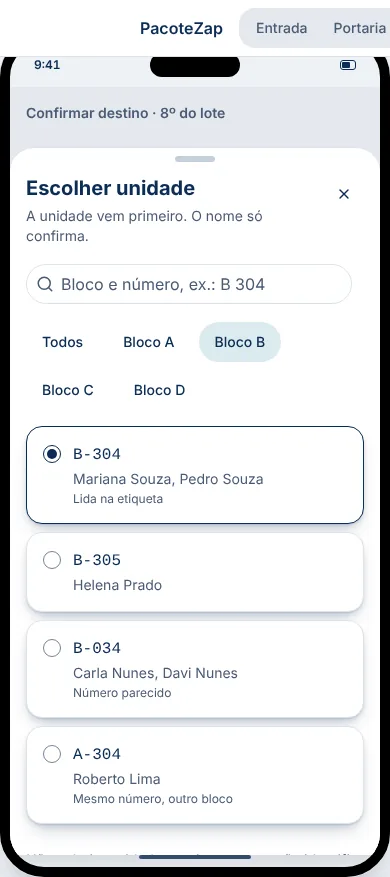 PacoteZap
Entrada
Portaria
9:41
Confirmar destino · 8º do lote
Escolher unidade
A unidade vem primeiro. O nome só
confirma.
Bloco e número, ex.: B 304
Todos
Bloco A
Bloco B
Bloco C
Bloco D
B-304
Mariana Souza, Pedro Souza
Lida na etiqueta
B-305
Helena Prado
B-034
Carla Nunes, Davi Nunes
Número parecido
A-304
Roberto Lima
Mesmo número, outro bloco